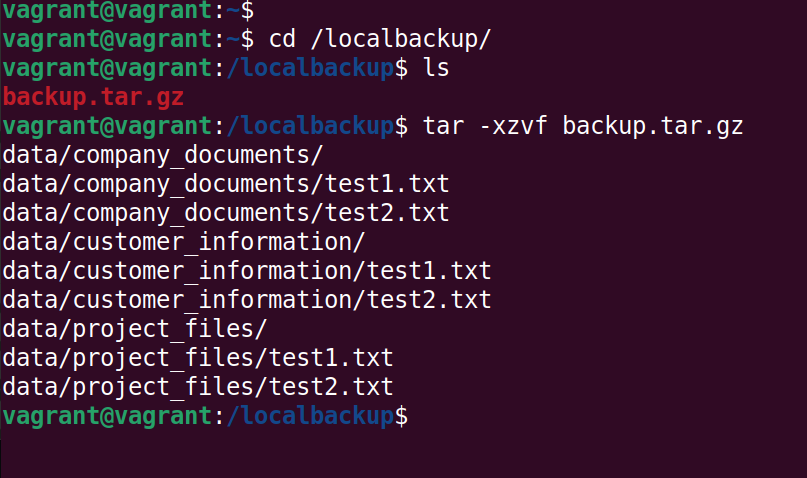 vagrant@vagrant:~$
vagrant@vagrant:~$ cd /localbackup/
vagrant@vagrant:/localbackup$ ls
backup.tar.gz
vagrant@vagrant:/localbackup$ tar -xzvf backup.tar.gz
data/company_documents/
data/company_documents/test1.txt
data/company_documents/test2.txt
data/customer_information/
data/customer_information/test1.txt
data/customer_information/test2.txt
data/project_files/
data/project_files/test1.txt
data/project_files/test2.txt
vagrant@vagrant:/localbackup$